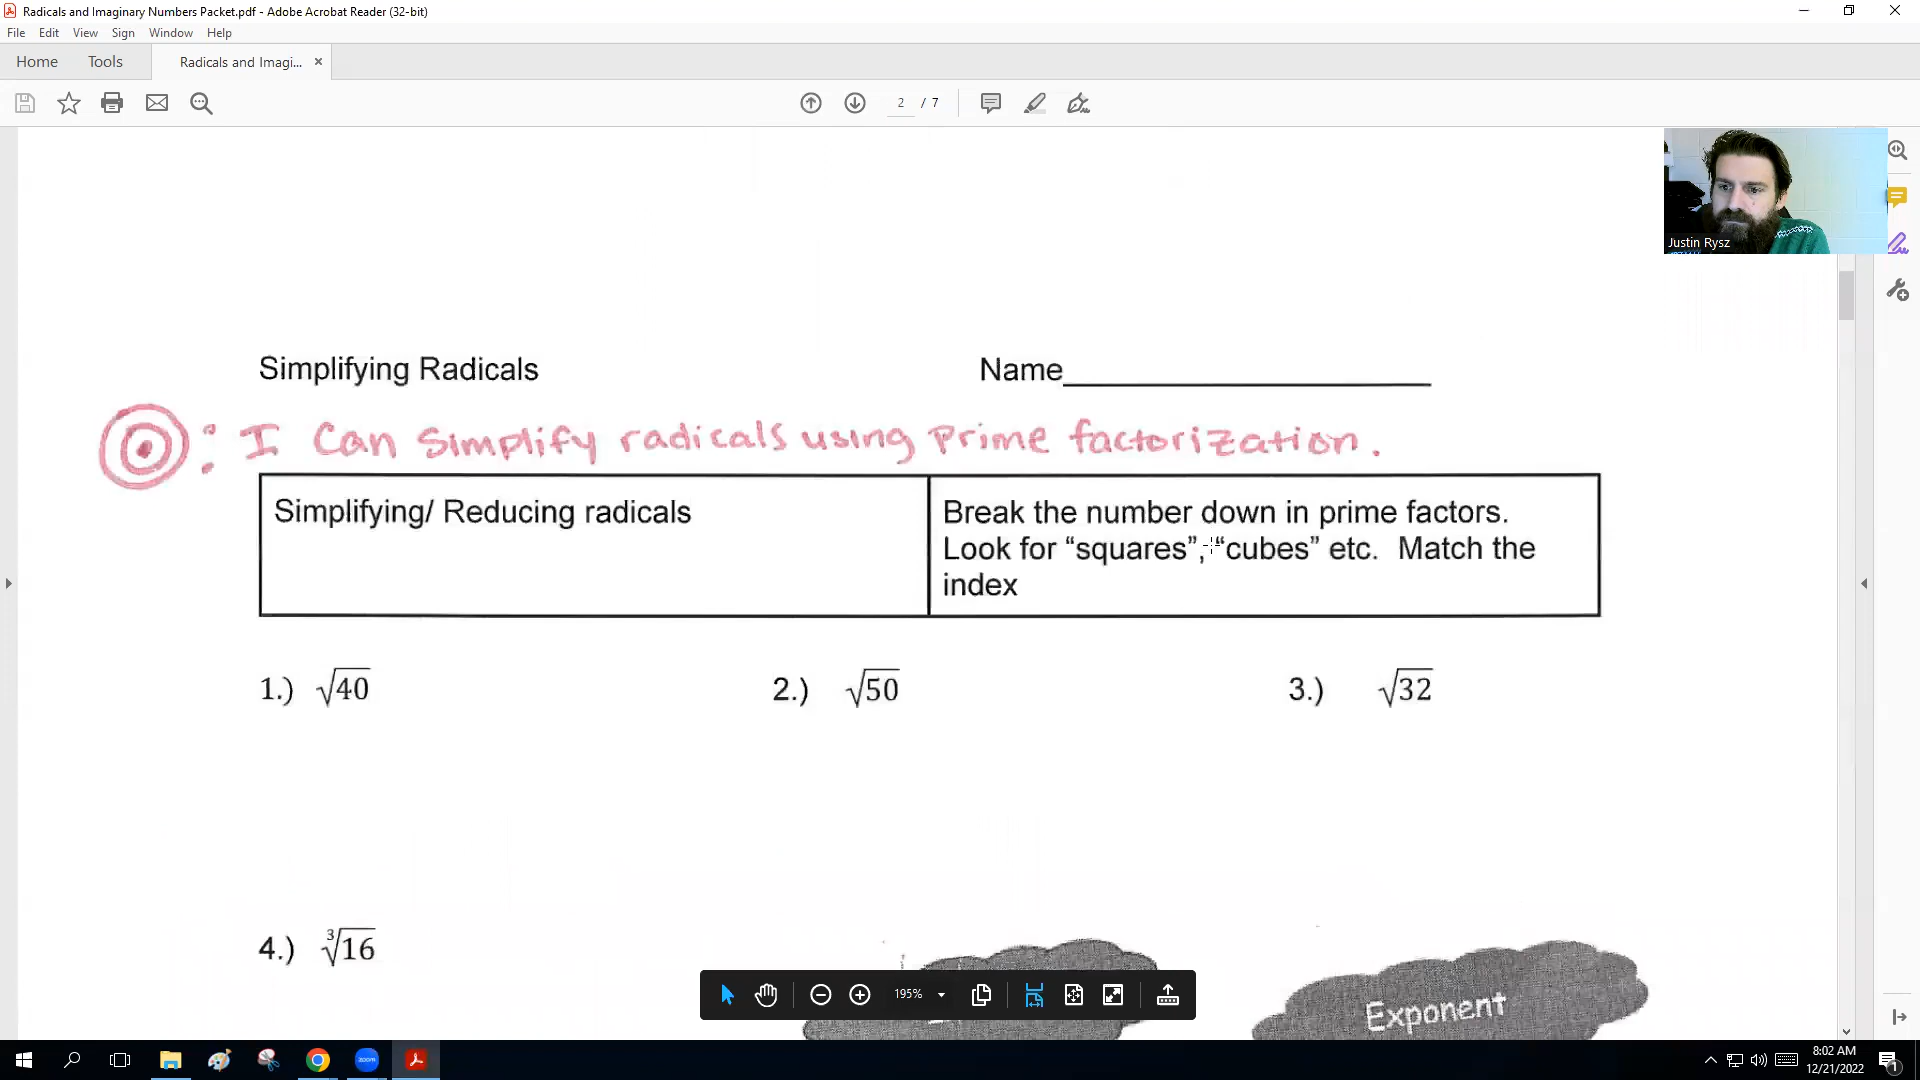 Radicals and Imaginary Numbers Packet.pdf - Adobe Acrobat Reader (32-bit)
File Edit View Sign Window Help
Home Tools Radicals and Imagi...
2 / 7
Justin Rysz
Simplifying Radicals Name
: I Can Simplify radicals using Prime factorization.
Simplifying/ Reducing radicals
Break the number down in prime factors.
Look for “squares”, “cubes” etc. Match the
index
1.) √40 2.) √50 3.) √32
4.) ∛16
Exponent
195%
zoom
8:02 AM
12/21/2022
1